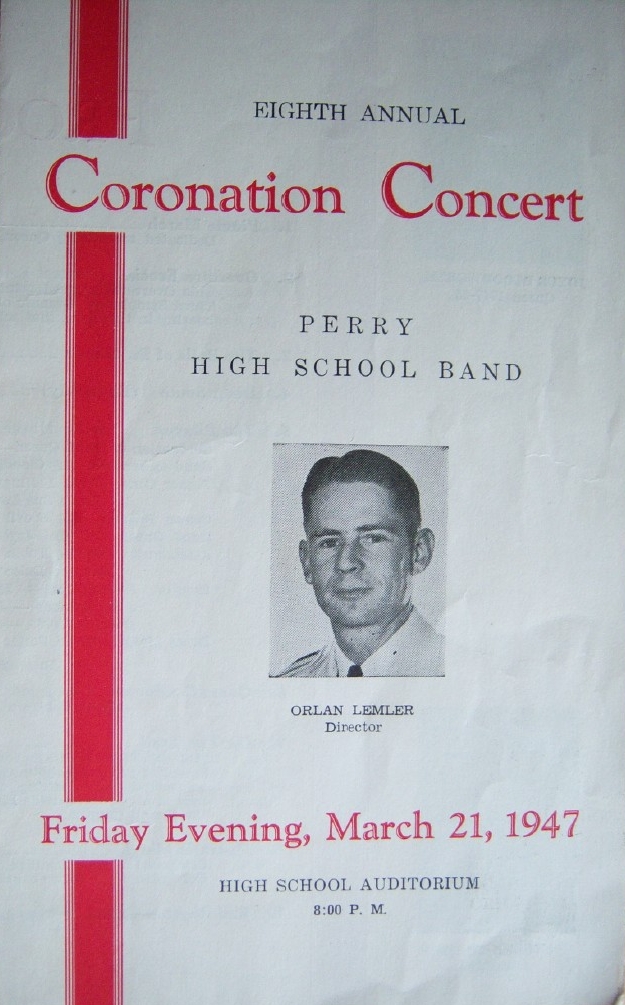 EIGHTH ANNUAL
Coronation Concert
PERRY
HIGH SCHOOL BAND
ORLAN LEMLER
Director
Friday Evening, March 21, 1947
HIGH SCHOOL AUDITORIUM
8:00 P. M.